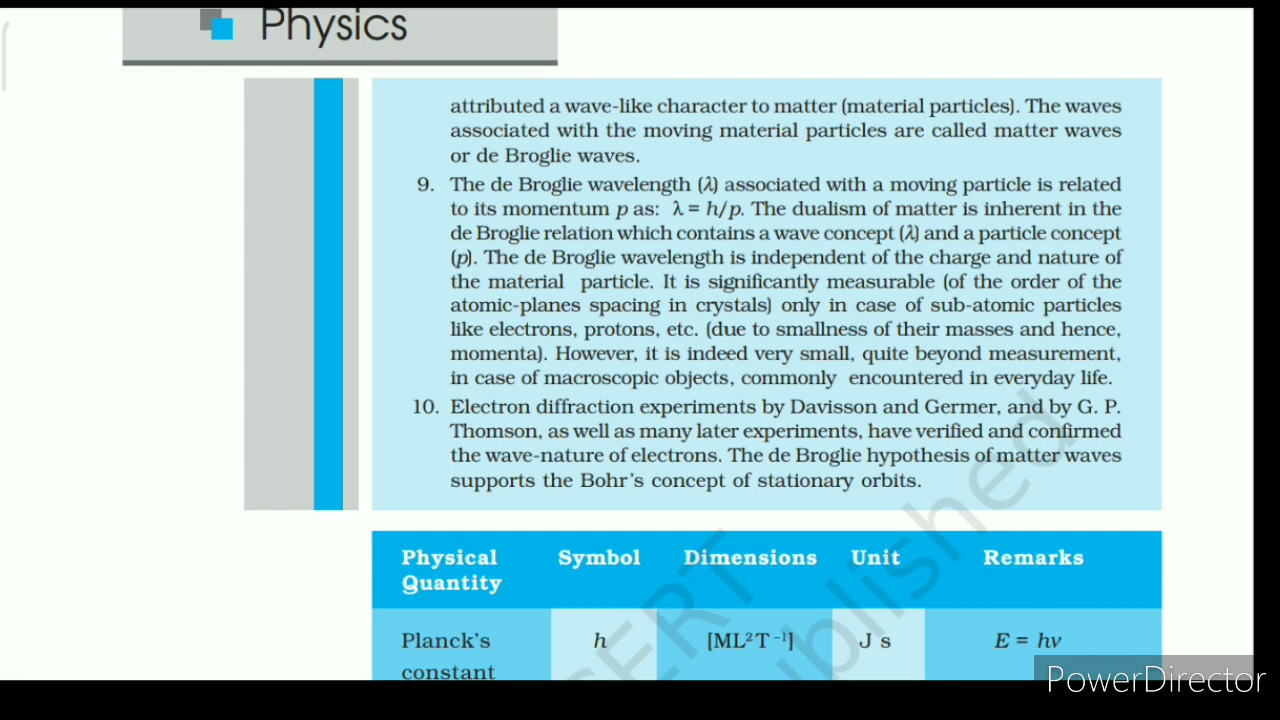 Physics
attributed a wave-like character to matter (material particles). The waves
associated with the moving material particles are called matter waves
or de Broglie waves.
9. The de Broglie wavelength (λ) associated with a moving particle is related
to its momentum p as: λ = h/p. The dualism of matter is inherent in the
de Broglie relation which contains a wave concept (λ) and a particle concept
(p). The de Broglie wavelength is independent of the charge and nature of
the material particle. It is significantly measurable (of the order of the
atomic-planes spacing in crystals) only in case of sub-atomic particles
like electrons, protons, etc. (due to smallness of their masses and hence,
momenta). However, it is indeed very small, quite beyond measurement,
in case of macroscopic objects, commonly encountered in everyday life.
10. Electron diffraction experiments by Davisson and Germer, and by G. P.
Thomson, as well as many later experiments, have verified and confirmed
the wave-nature of electrons. The de Broglie hypothesis of matter waves
supports the Bohr's concept of stationary orbits.
Physical Symbol Dimensions Unit Remarks
Quantity
Planck's h [ML²T⁻¹] J s E = hν
constant
PowerDirector